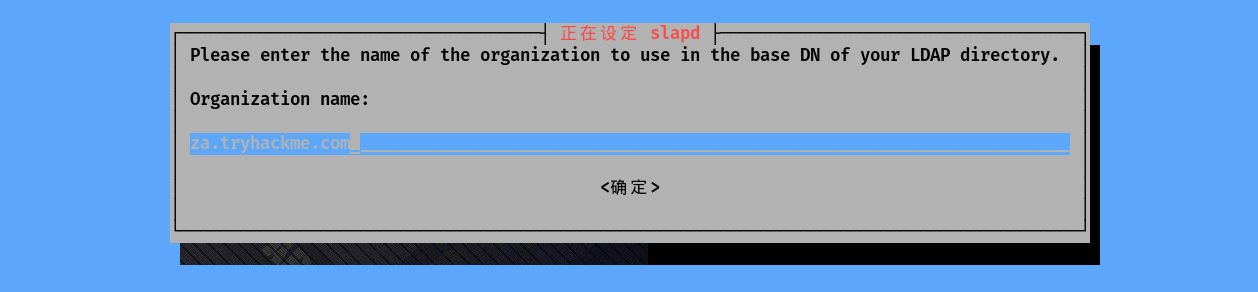 正在设定 slapd
Please enter the name of the organization to use in the base DN of your LDAP directory.
Organization name:
za.tryhackme.com
<确定>